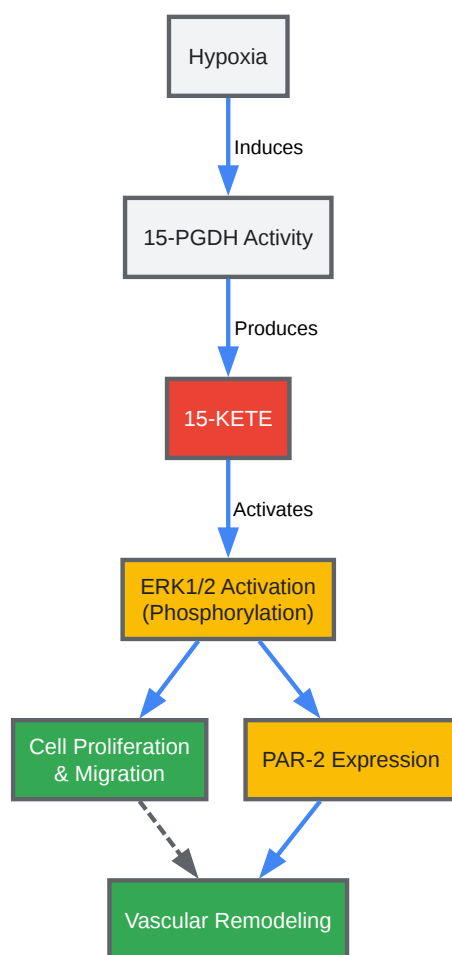 Hypoxia
Induces
15-PGDH Activity
Produces
15-KETE
Activates
ERK1/2 Activation
(Phosphorylation)
Cell Proliferation
& Migration
PAR-2 Expression
Vascular Remodeling